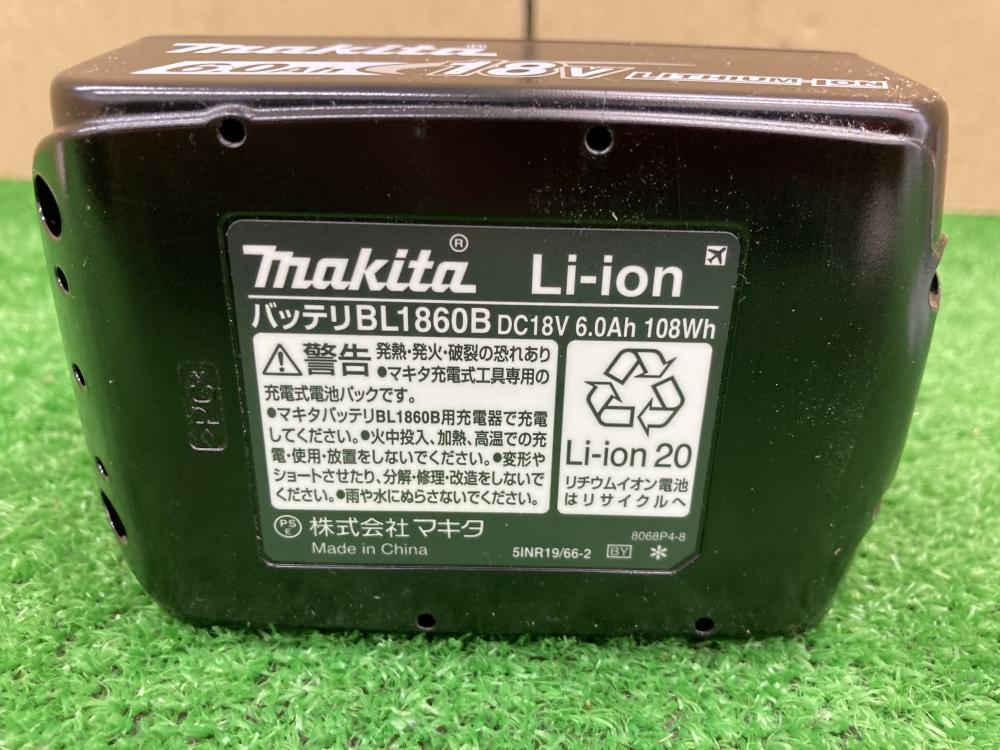 makita®
6.0Ah 18V LITHIUM-ION
makita® Li-ion
バッテリBL1860B DC18V 6.0Ah 108Wh
警告 発熱・発火・破裂の恐れあり
●マキタ充電式工具専用の
充電式電池パックです。
●マキタバッテリBL1860B用充電器で充電
してください。●火中投入、加熱、高温での充
電・使用・放置をしないでください。●変形や
ショートさせたり、分解・修理・改造をしないで
ください。●雨や水にぬらさないでください。
Li-ion 20
リチウムイオン電池
はリサイクルへ
PSE 株式会社マキタ
Made in China
8068P4-8
5INR19/66-2 BY
>PC<